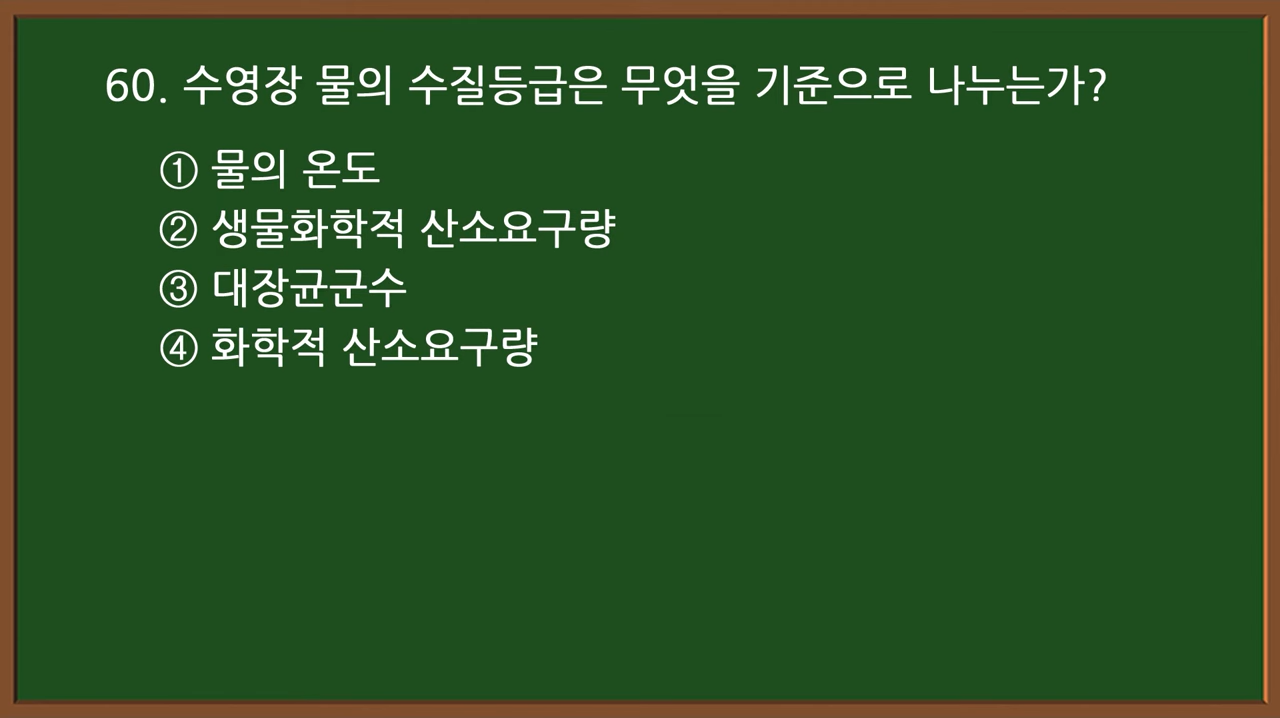 60. 수영장 물의 수질등급은 무엇을 기준으로 나누는가?
① 물의 온도
② 생물화학적 산소요구량
③ 대장균군수
④ 화학적 산소요구량